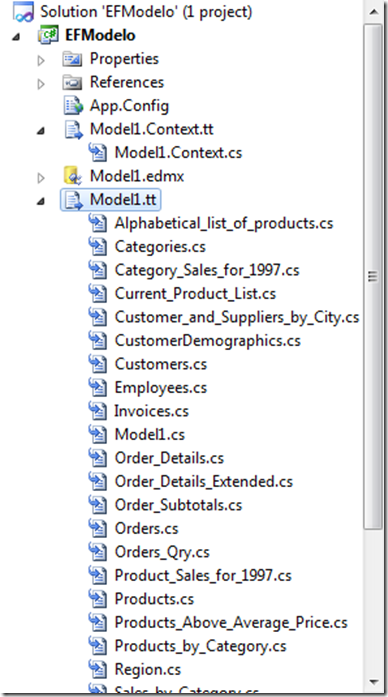 Solution 'EFModelo' (1 project)
EFModelo
Properties
References
App.Config
Model1.Context.tt
Model1.Context.cs
Model1.edmx
Model1.tt
Alphabetical_list_of_products.cs
Categories.cs
Category_Sales_for_1997.cs
Current_Product_List.cs
Customer_and_Suppliers_by_City.cs
CustomerDemographics.cs
Customers.cs
Employees.cs
Invoices.cs
Model1.cs
Order_Details.cs
Order_Details_Extended.cs
Order_Subtotals.cs
Orders.cs
Orders_Qry.cs
Product_Sales_for_1997.cs
Products.cs
Products_Above_Average_Price.cs
Products_by_Category.cs
Region.cs
Sales_by_Category.cs